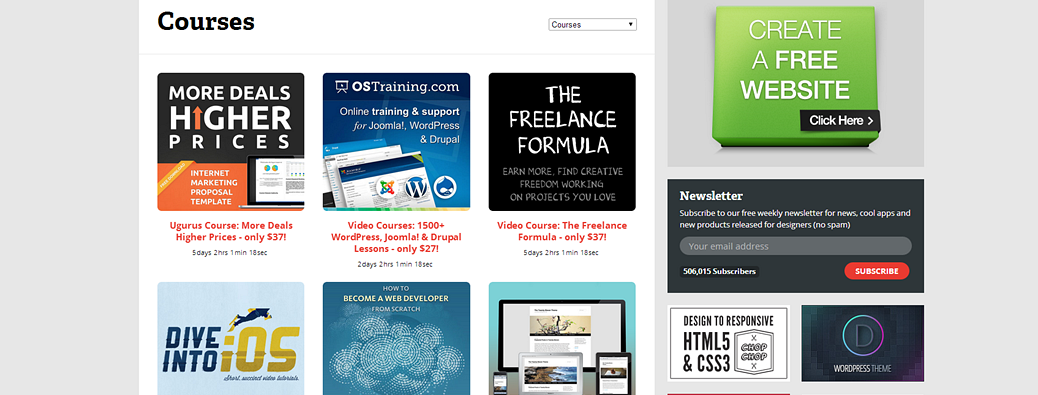 Courses
Courses
MORE DEALS
HIGHER
PRICES
FREE DOWNLOAD
INTERNET
MARKETING
PROPOSAL
TEMPLATE
Ugurus Course: More Deals
Higher Prices - only $37!
5days 2hrs 1min 18sec
OSTraining.com
Online training & support
for Joomla!, WordPress
& Drupal
Video Courses: 1500+
WordPress, Joomla! & Drupal
Lessons - only $27!
2days 2hrs 1min 18sec
THE
FREELANCE
FORMULA
EARN MORE, FIND CREATIVE
FREEDOM WORKING
ON PROJECTS YOU LOVE
Video Course: The Freelance
Formula - only $37!
5days 2hrs 1min 18sec
DIVE
INTO iOS
Short, succinct video tutorials.
HOW TO
BECOME A WEB DEVELOPER
FROM SCRATCH
CREATE
A FREE
WEBSITE
Click Here >
Newsletter
Subscribe to our free weekly newsletter for news, cool apps and
new products released for designers (no spam)
Your email address
506,015 Subscribers
SUBSCRIBE
DESIGN TO RESPONSIVE
HTML5
& CSS3
CHOP
CHOP
D
WORDPRESS THEME